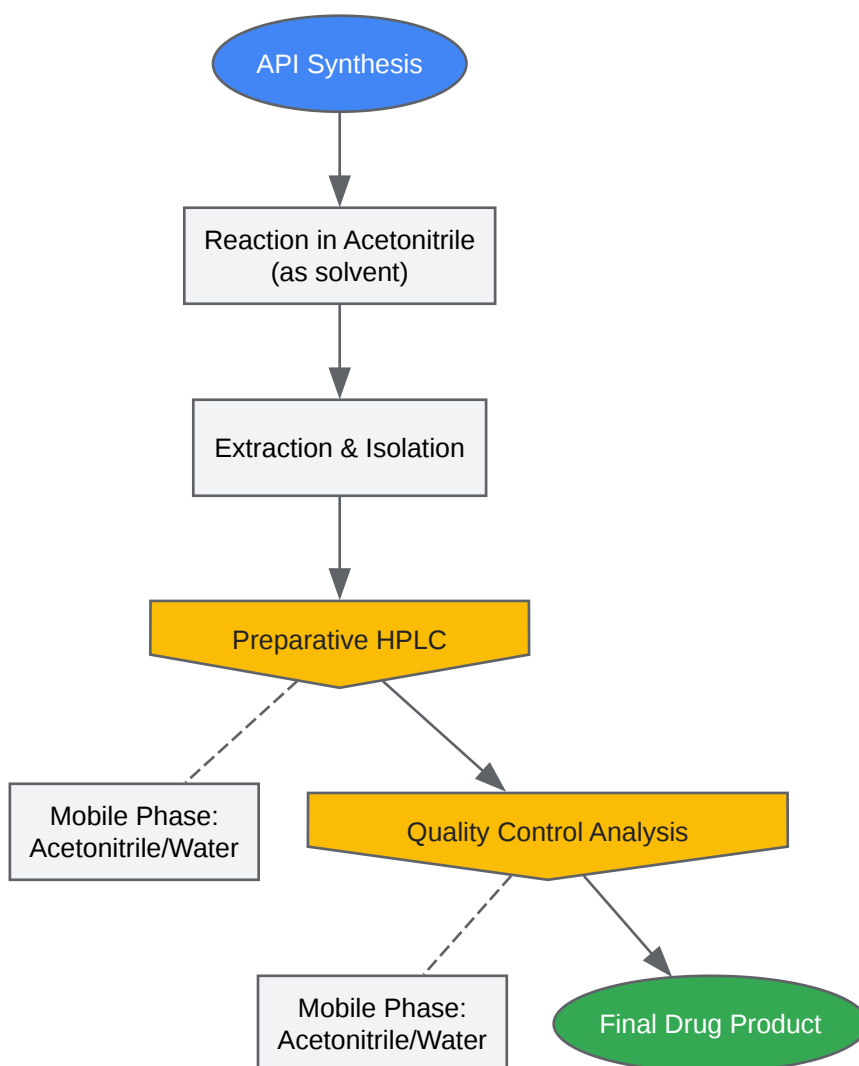 API Synthesis
Reaction in Acetonitrile
(as solvent)
Extraction & Isolation
Preparative HPLC
Mobile Phase:
Acetonitrile/Water
Quality Control Analysis
Mobile Phase:
Acetonitrile/Water
Final Drug Product